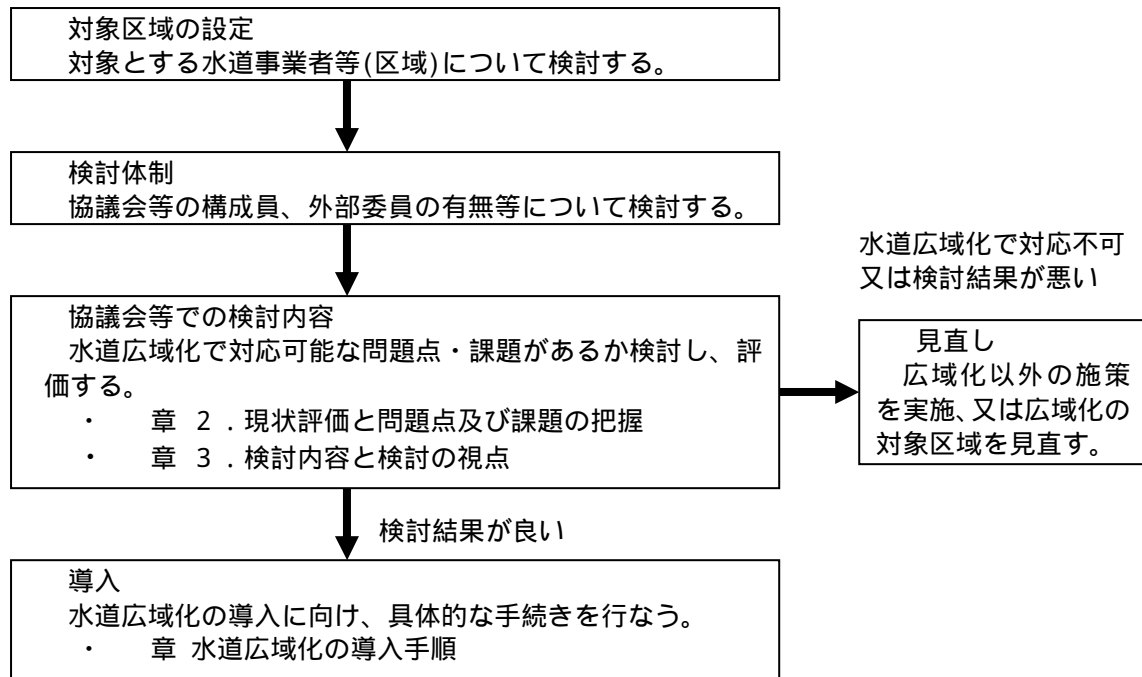 対象区域の設定
対象とする水道事業者等(区域)について検討する。
検討体制
協議会等の構成員、外部委員の有無等について検討する。
水道広域化で対応不可
又は検討結果が悪い
協議会等での検討内容
水道広域化で対応可能な問題点・課題があるか検討し、評
価する。
・ 章 2.現状評価と問題点及び課題の把握
・ 章 3.検討内容と検討の視点
見直し
広域化以外の施策
を実施、又は広域化の
対象区域を見直す。
検討結果が良い
導入
水道広域化の導入に向け、具体的な手続きを行なう。
・ 章 水道広域化の導入手順